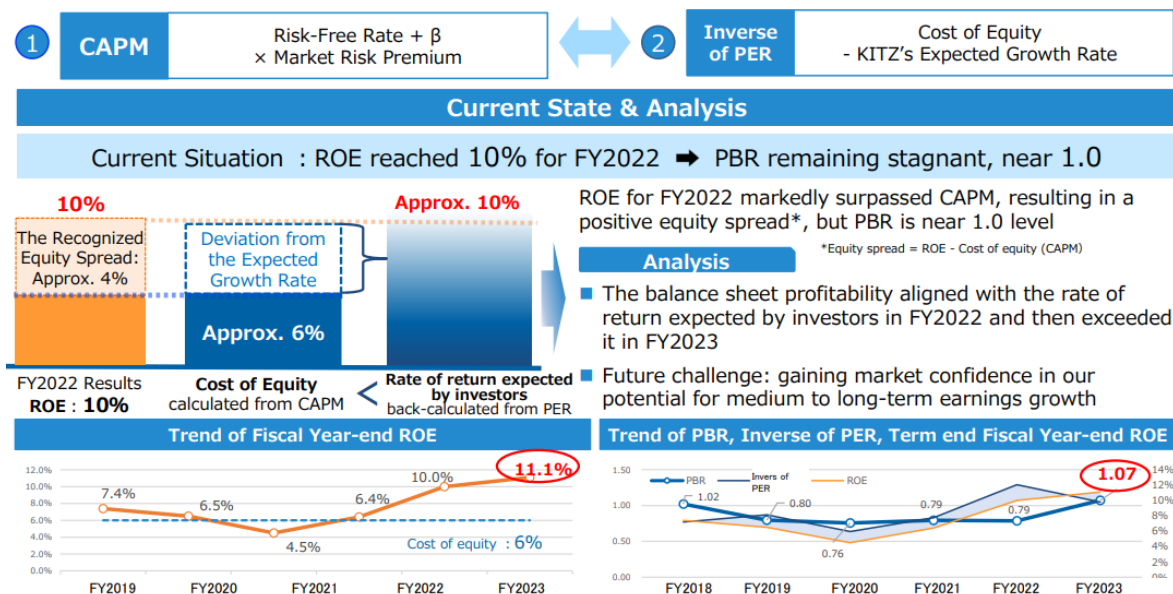 1
CAPM
Risk-Free Rate + β
× Market Risk Premium
2
Inverse
of PER
Cost of Equity
- KITZ's Expected Growth Rate
Current State & Analysis
Current Situation : ROE reached 10% for FY2022 ➡ PBR remaining stagnant, near 1.0
10%
The Recognized
Equity Spread:
Approx. 4%
Deviation from
the Expected
Growth Rate
Approx. 10%
Approx. 6%
FY2022 Results
ROE : 10%
Cost of Equity
calculated from CAPM
<
Rate of return expected
by investors
back-calculated from PER
ROE for FY2022 markedly surpassed CAPM, resulting in a
positive equity spread*, but PBR is near 1.0 level
*Equity spread = ROE - Cost of equity (CAPM)
Analysis
■ The balance sheet profitability aligned with the rate of
return expected by investors in FY2022 and then exceeded
it in FY2023
■ Future challenge: gaining market confidence in our
potential for medium to long-term earnings growth
Trend of Fiscal Year-end ROE
12.0%
10.0%
8.0%
6.0%
4.0%
2.0%
0.0%
7.4%
6.5%
4.5%
6.4%
10.0%
11.1%
Cost of equity : 6%
FY2019
FY2020
FY2021
FY2022
FY2023
Trend of PBR, Inverse of PER, Term end Fiscal Year-end ROE
1.50
1.00
0.50
0.00
PBR
Invers of
PER
ROE
1.02
0.80
0.76
0.79
0.79
1.07
14%
12%
10%
8%
6%
4%
2%
0%
FY2018
FY2019
FY2020
FY2021
FY2022
FY2023